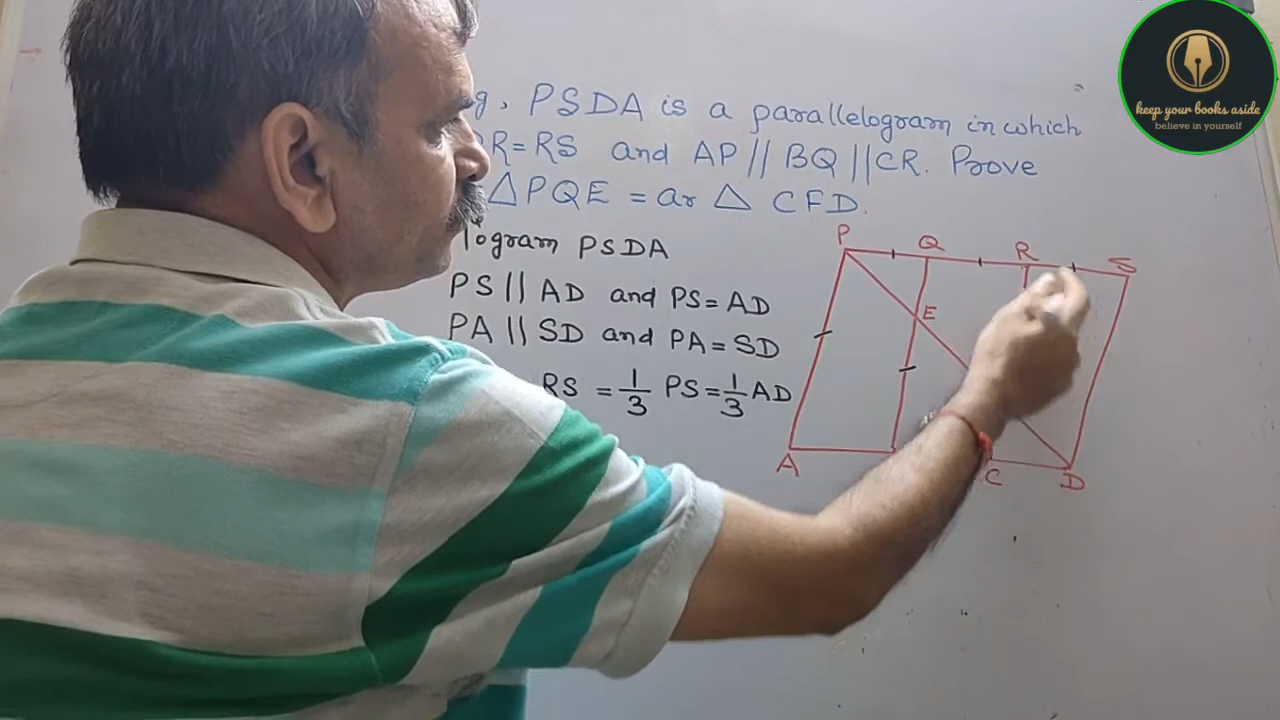 g, PSDA is a parallelogram in which
R=RS and AP // BQ // CR. Prove
△ PQE = ar △ CFD.
logram PSDA
PS || AD and PS = AD
PA || SD and PA = SD
RS = 1/3 PS = 1/3 AD
P Q R S
E
A C D
keep your books aside
believe in yourself